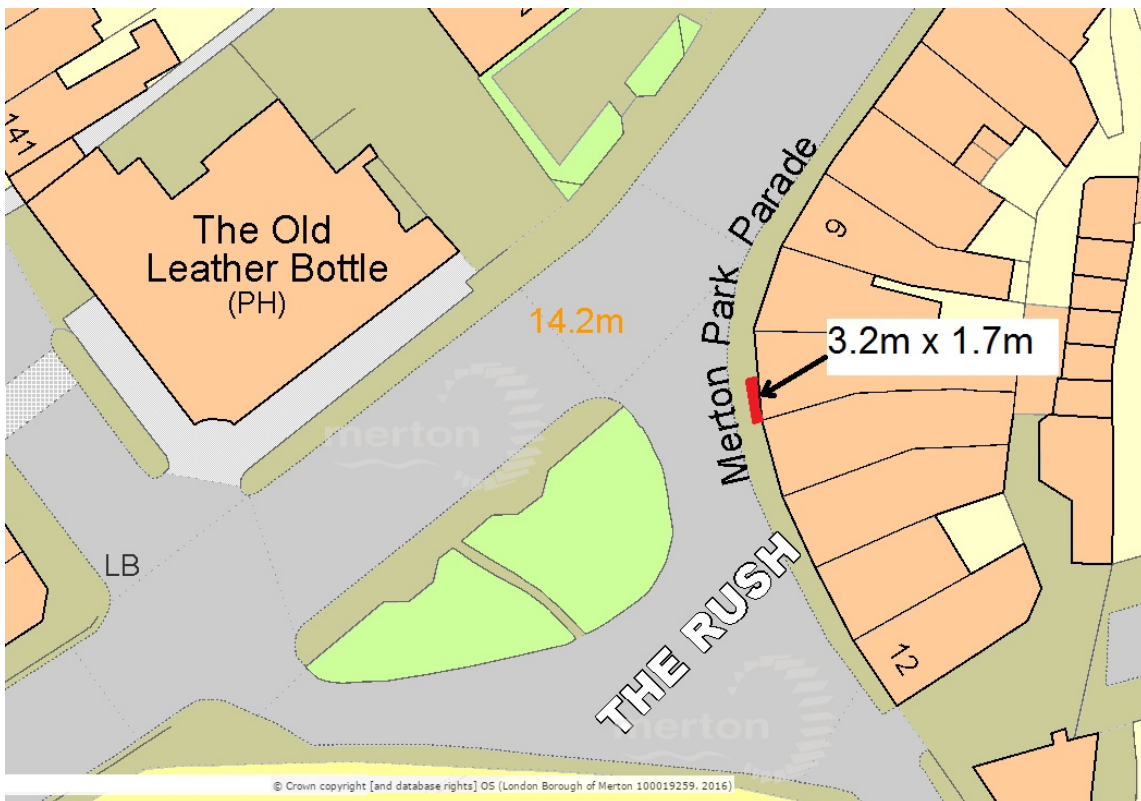 141
The Old
Leather Bottle
(PH)
14.2m
Merton Park Parade
9
3.2m x 1.7m
merton
LB
THE RUSH
12
merton
© Crown copyright [and database rights] OS (London Borough of Merton 100019259. 2016)